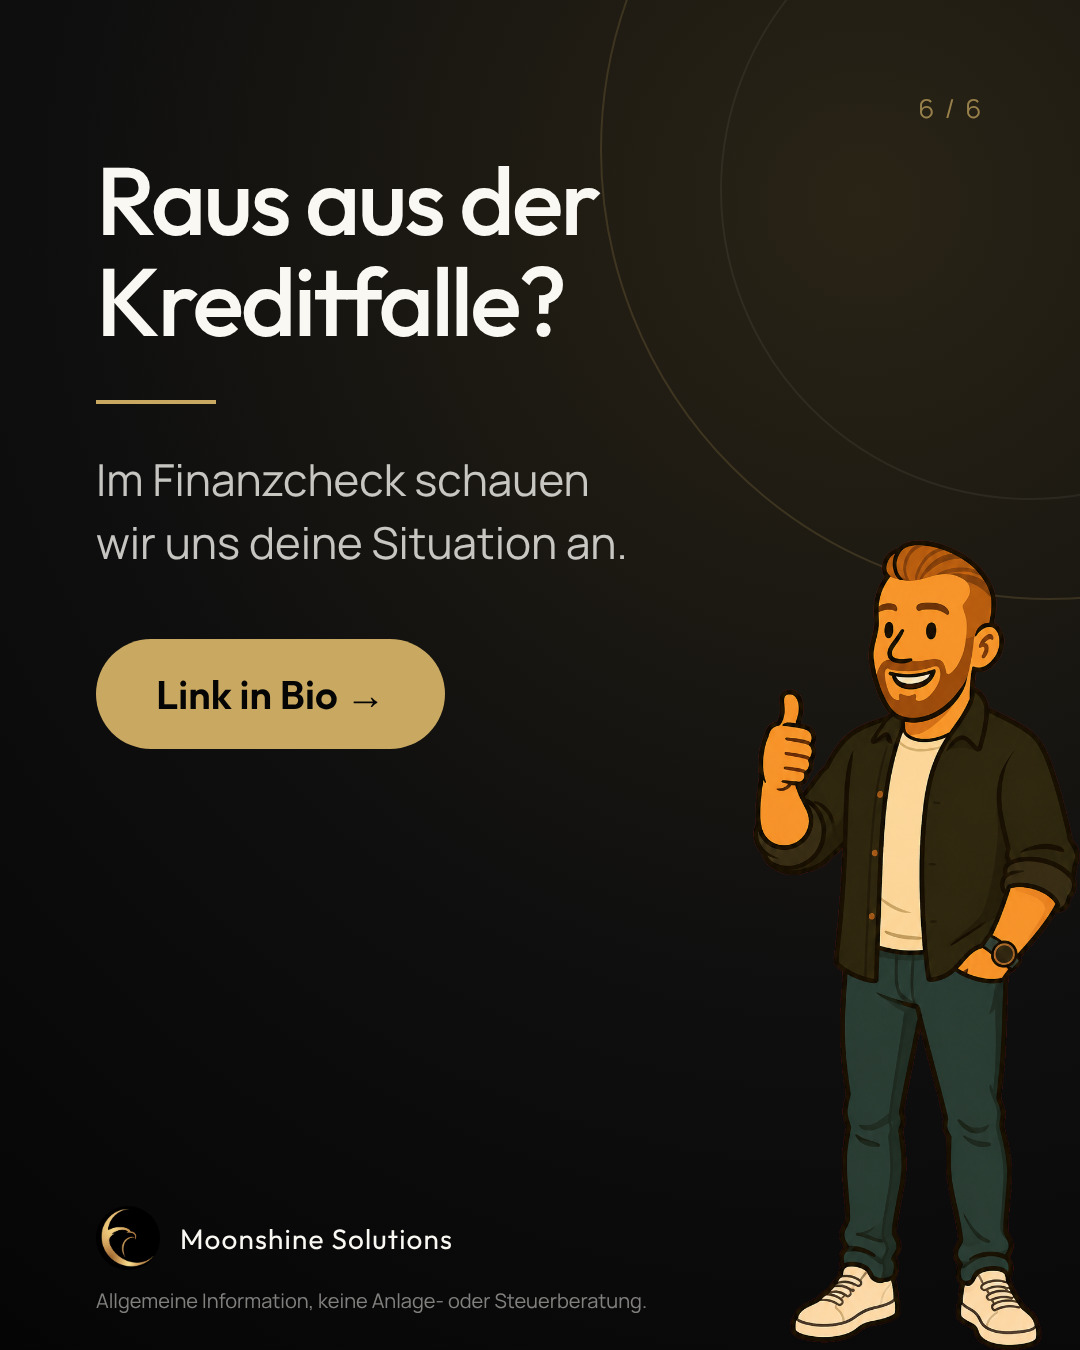 6 / 6
Raus aus der
Kreditfalle?
Im Finanzcheck schauen
wir uns deine Situation an.
Link in Bio →
Moonshine Solutions
Allgemeine Information, keine Anlage- oder Steuerberatung.